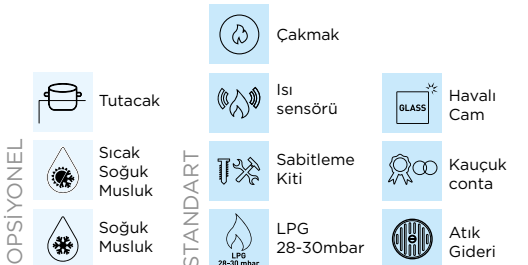 OPSİYONEL
Tutacak
Sıcak
Soğuk
Musluk
Soğuk
Musluk
STANDART
Çakmak
Isı
sensörü
Sabitleme
Kiti
LPG
28-30 mbar
LPG
28-30mbar
GLASS
Havalı
Cam
Kauçuk
conta
Atık
Gideri